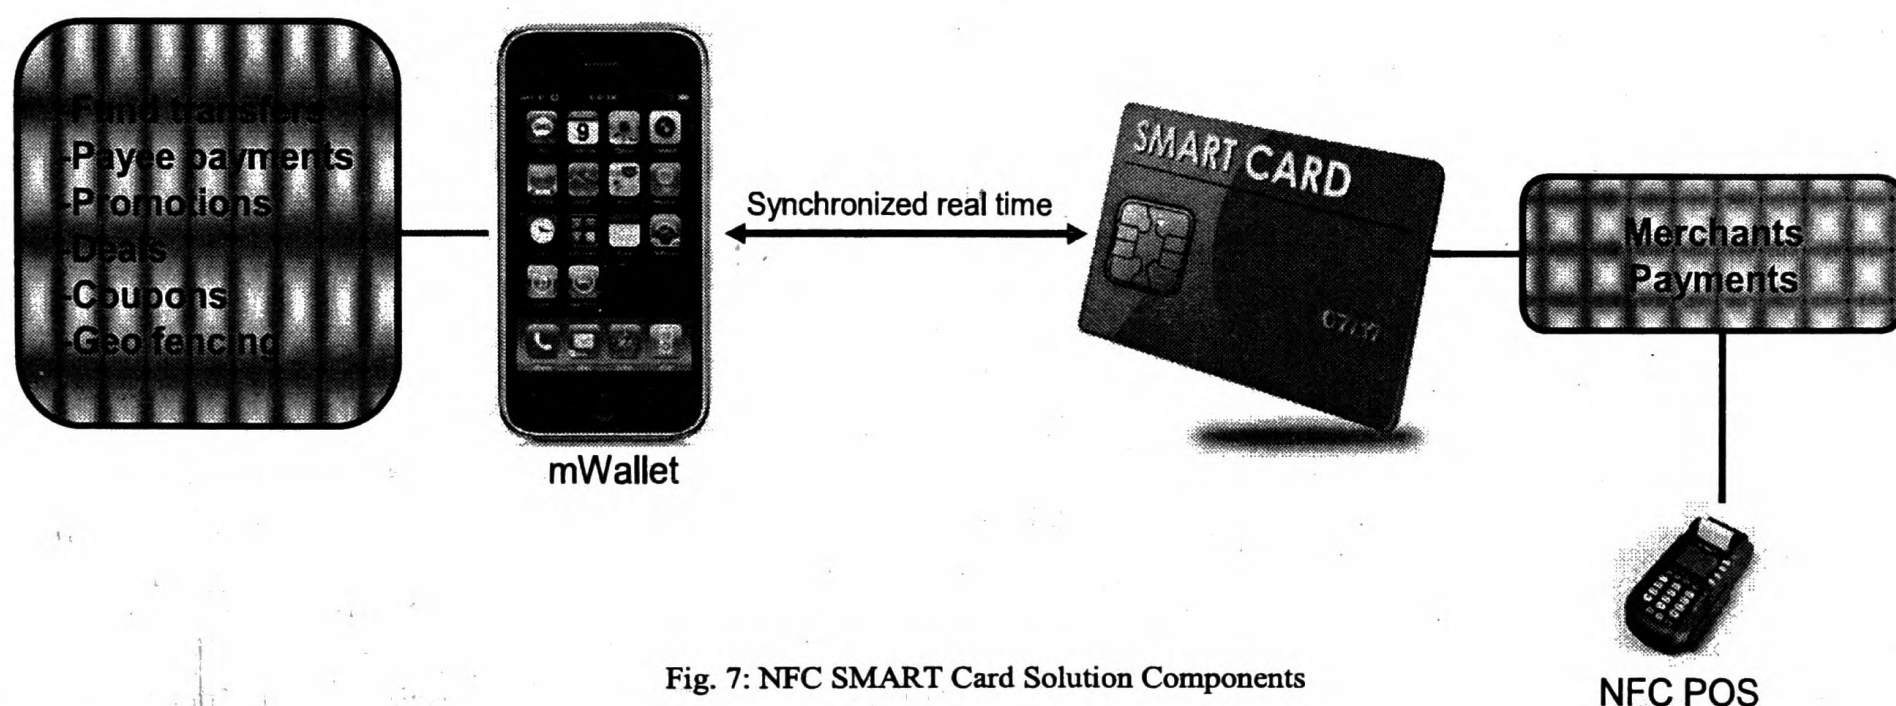 -Fund transfers
-Payee payments
-Promotions
-Deals
-Coupons
-Geo fencing
9
mWallet
Synchronized real time
SMART CARD
Merchants
Payments
NFC POS
Fig. 7: NFC SMART Card Solution Components